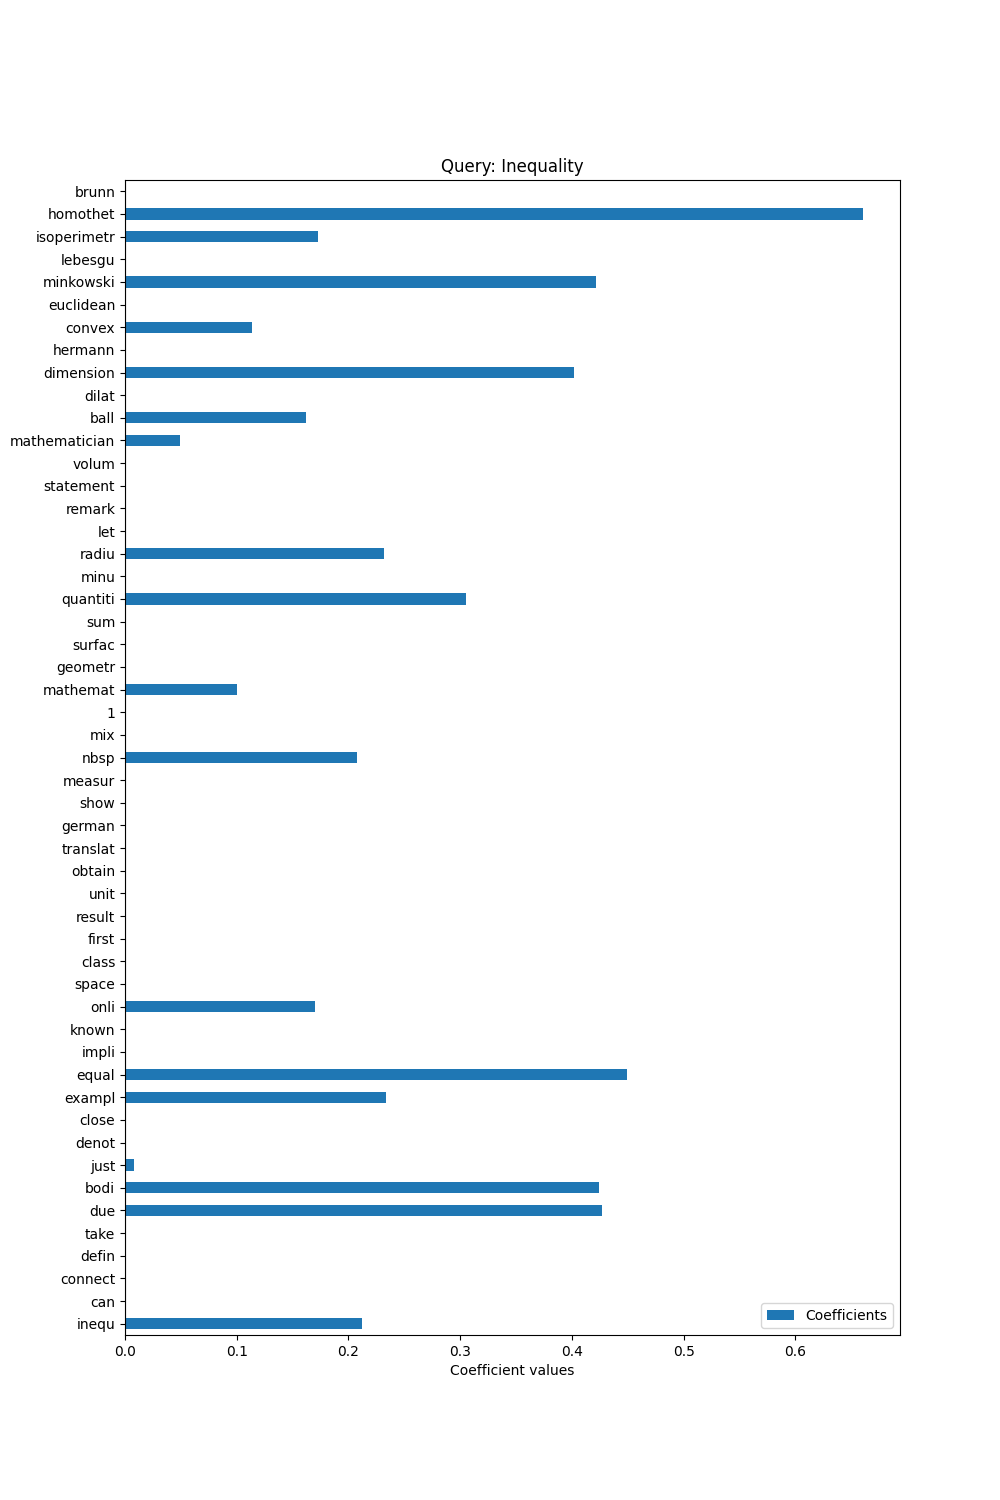 Query: Inequality
brunn
homothet
isoperimetr
lebesgu
minkowski
euclidean
convex
hermann
dimension
dilat
ball
mathematician
volum
statement
remark
let
radiu
minu
quantiti
sum
surfac
geometr
mathemat
1
mix
nbsp
measur
show
german
translat
obtain
unit
result
first
class
space
onli
known
impli
equal
exampl
close
denot
just
bodi
due
take
defin
connect
can
inequ
Coefficients
0.0 0.1 0.2 0.3 0.4 0.5 0.6
Coefficient values